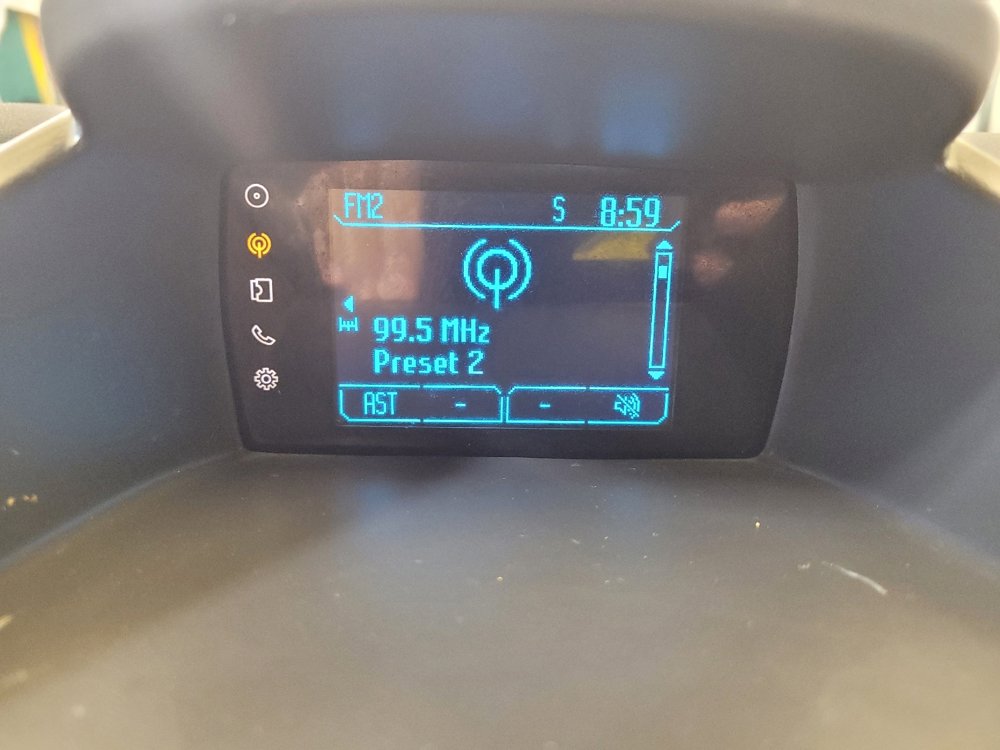 FM2 S 8:59
99.5 MHz
Preset 2
AST - -